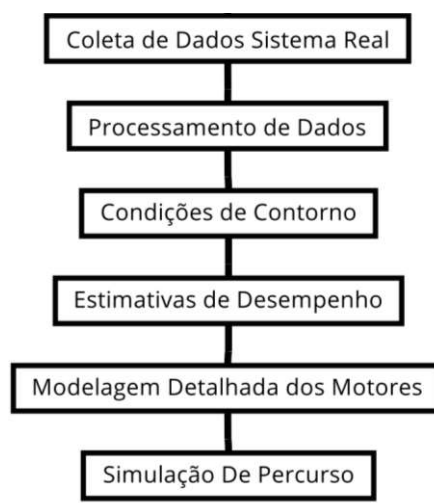 Coleta de Dados Sistema Real
Processamento de Dados
Condições de Contorno
Estimativas de Desempenho
Modelagem Detalhada dos Motores
Simulação De Percurso